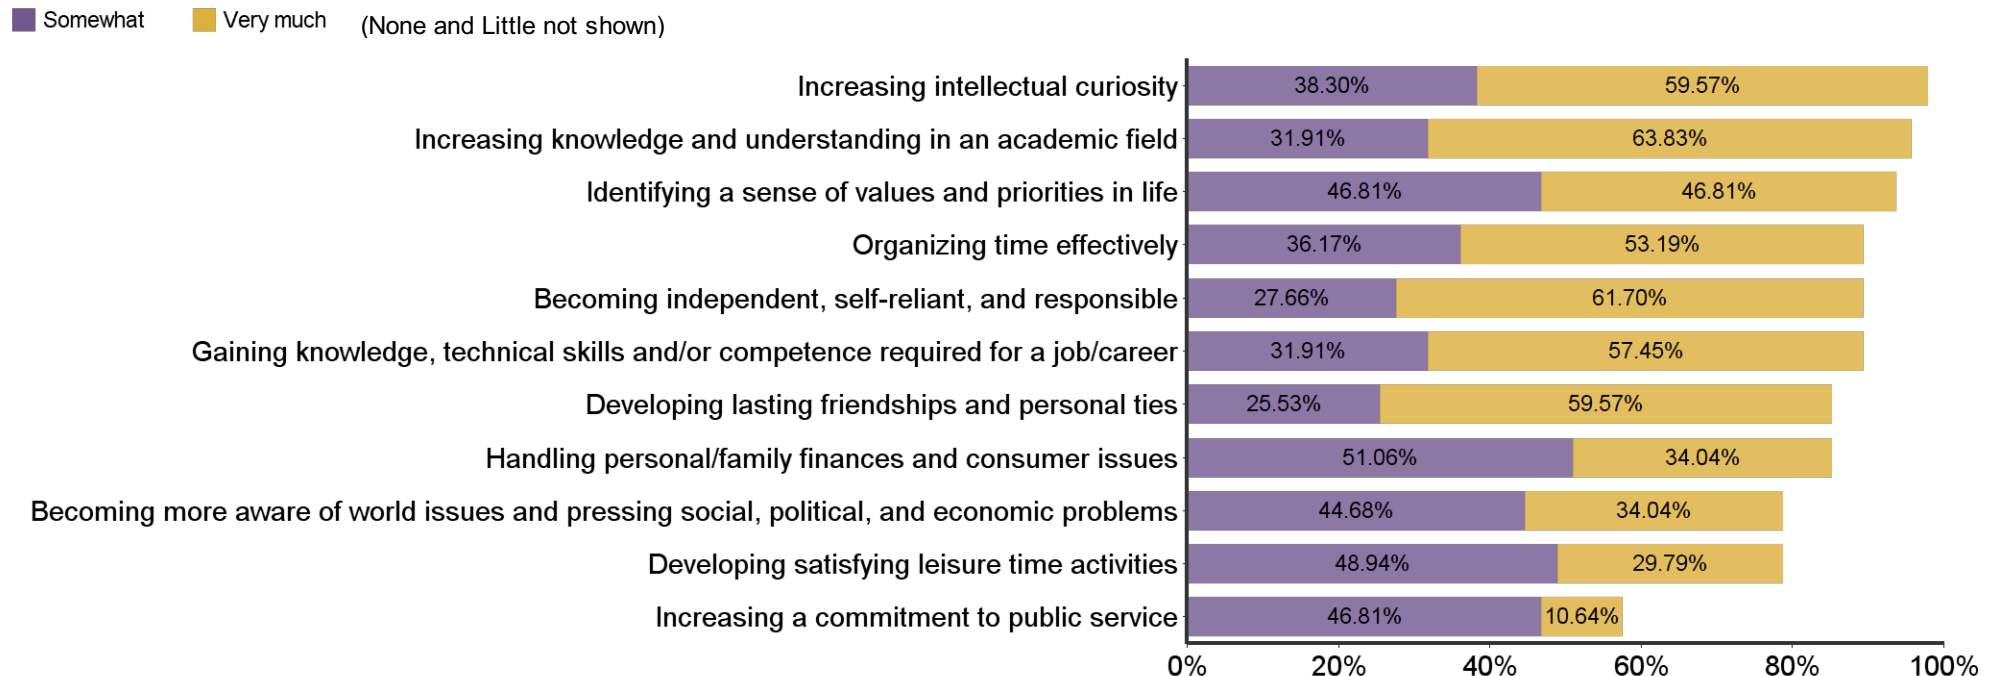 Somewhat Very much (None and Little not shown)
Increasing intellectual curiosity 38.30% 59.57%
Increasing knowledge and understanding in an academic field 31.91% 63.83%
Identifying a sense of values and priorities in life 46.81% 46.81%
Organizing time effectively 36.17% 53.19%
Becoming independent, self-reliant, and responsible 27.66% 61.70%
Gaining knowledge, technical skills and/or competence required for a job/career 31.91% 57.45%
Developing lasting friendships and personal ties 25.53% 59.57%
Handling personal/family finances and consumer issues 51.06% 34.04%
Becoming more aware of world issues and pressing social, political, and economic problems 44.68% 34.04%
Developing satisfying leisure time activities 48.94% 29.79%
Increasing a commitment to public service 46.81% 10.64%
0% 20% 40% 60% 80% 100%